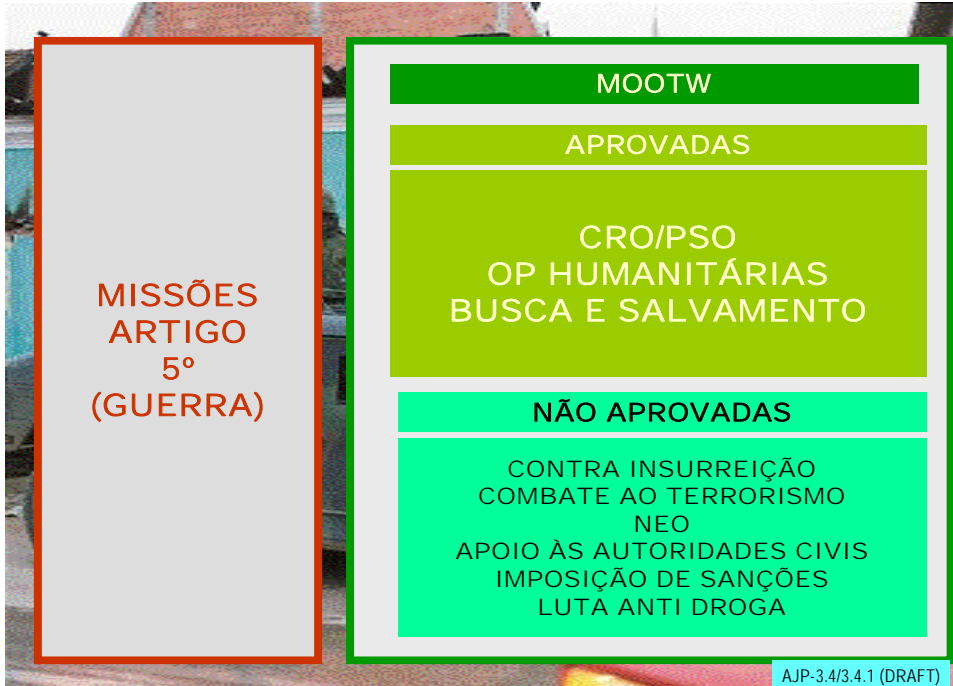 MISSÕES
ARTIGO
5º
(GUERRA)
MOOTW
APROVADAS
CRO/PSO
OP HUMANITÁRIAS
BUSCA E SALVAMENTO
NÃO APROVADAS
CONTRA INSURREIÇÃO
COMBATE AO TERRORISMO
NEO
APOIO ÀS AUTORIDADES CIVIS
IMPOSIÇÃO DE SANÇÕES
LUTA ANTI DROGA
AJP-3.4/3.4.1 (DRAFT)